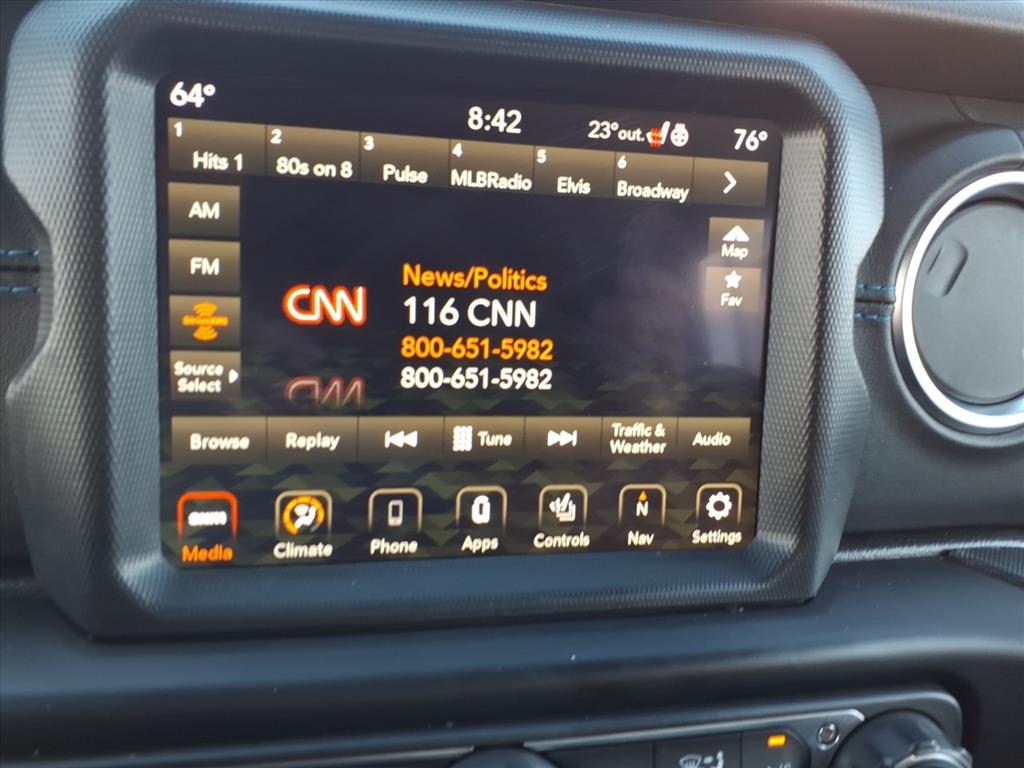 64°
8:42
23° out.
76°
1 Hits 1
2 80s on 8
3 Pulse
4 MLBRadio
5 Elvis
6 Broadway
AM
FM
siriusxm
Source
Select
Map
Fav
CNN
News/Politics
116 CNN
800-651-5982
800-651-5982
CNN
Browse
Replay
Tune
Traffic &
Weather
Audio
Media
Climate
Phone
Apps
Controls
N
Nav
Settings